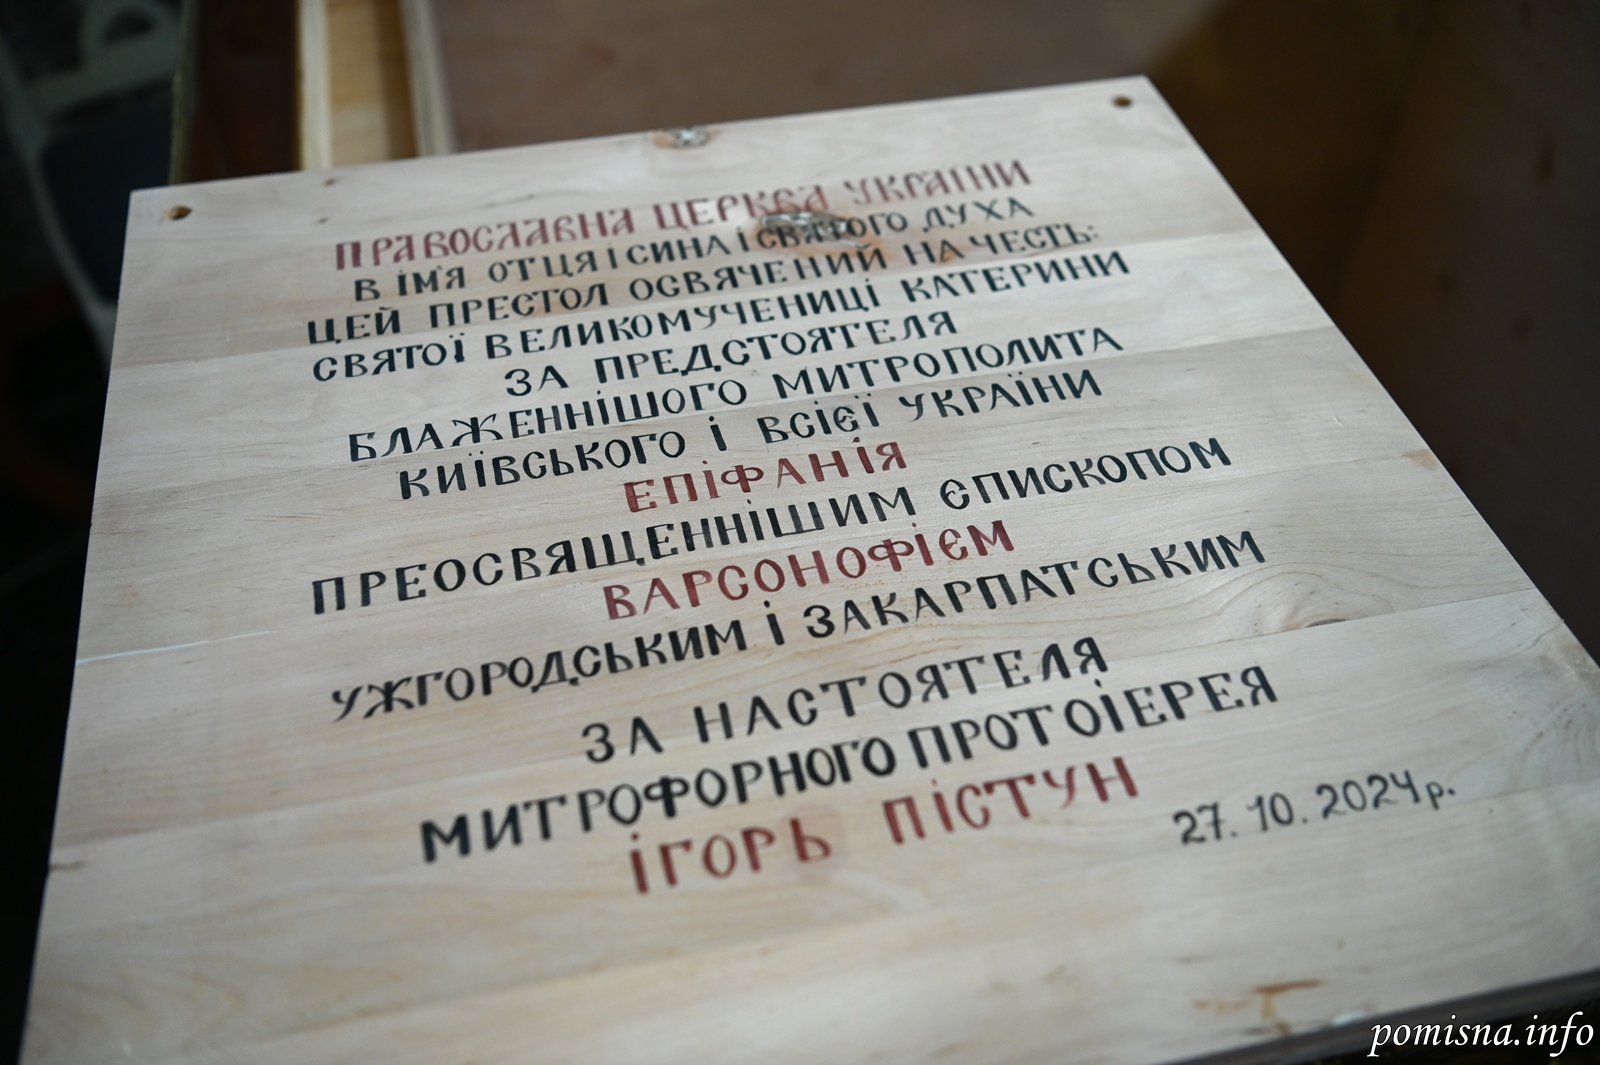 ПРАВОСЛАВНА ЦЕРКВА УКРАЇНИ
В ІМ'Я ОТЦЯ І СИНА І СВЯТОГО ДУХА
ЦЕЙ ПРЕСТОЛ ОСВЯЧЕНИЙ НА ЧЕСТЬ:
СВЯТОЇ ВЕЛИКОМУЧЕНИЦІ КАТЕРИНИ
ЗА ПРЕДСТОЯТЕЛЯ
БЛАЖЕННІШОГО МИТРОПОЛИТА
КИЇВСЬКОГО І ВСІЄЇ УКРАЇНИ
ЕПІФАНІЯ
ПРЕОСВЯЩЕННІШИМ ЄПИСКОПОМ
ВАРСОНОФІЄМ
УЖГОРОДСЬКИМ І ЗАКАРПАТСЬКИМ
ЗА НАСТОЯТЕЛЯ
МИТРОФОРНОГО ПРОТОІЄРЕЯ
ІГОРЬ ПІСТУН
27.10.2024р.
pomisna.info